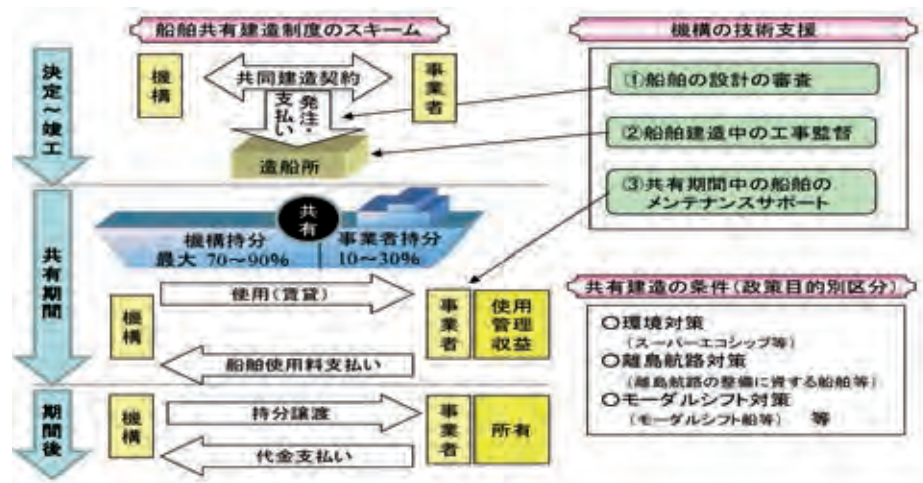 船舶共有建造制度のスキーム
決定～竣工
機構
共同建造契約
事業者
発注・
支払い
造船所
共有期間
共有
機構持分
最大 70～90%
事業者持分
10～30%
機構
使用(賃貸)
船舶使用料支払い
事業者
使用
管理
収益
期間後
機構
持分譲渡
代金支払い
事業者
所有
機構の技術支援
①船舶の設計の審査
②船舶建造中の工事監督
③共有期間中の船舶の
メンテナンスサポート
共有建造の条件(政策目的別区分)
○環境対策
(スーパーエコシップ等)
○離島航路対策
(離島航路の整備に資する船舶等)
○モーダルシフト対策
(モーダルシフト船等) 等